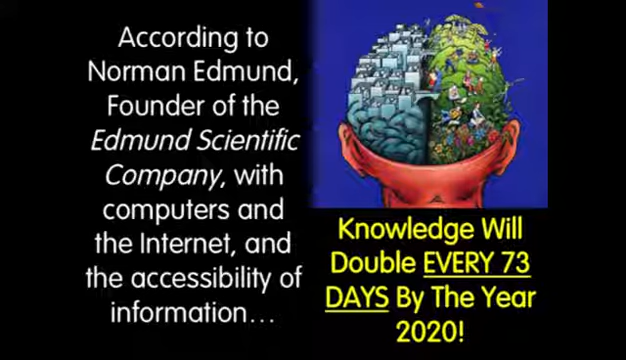 According to
Norman Edmund,
Founder of the
Edmund Scientific
Company, with
computers and
the Internet, and
the accessibility of
information...
Knowledge Will
Double EVERY 73
DAYS By The Year
2020!